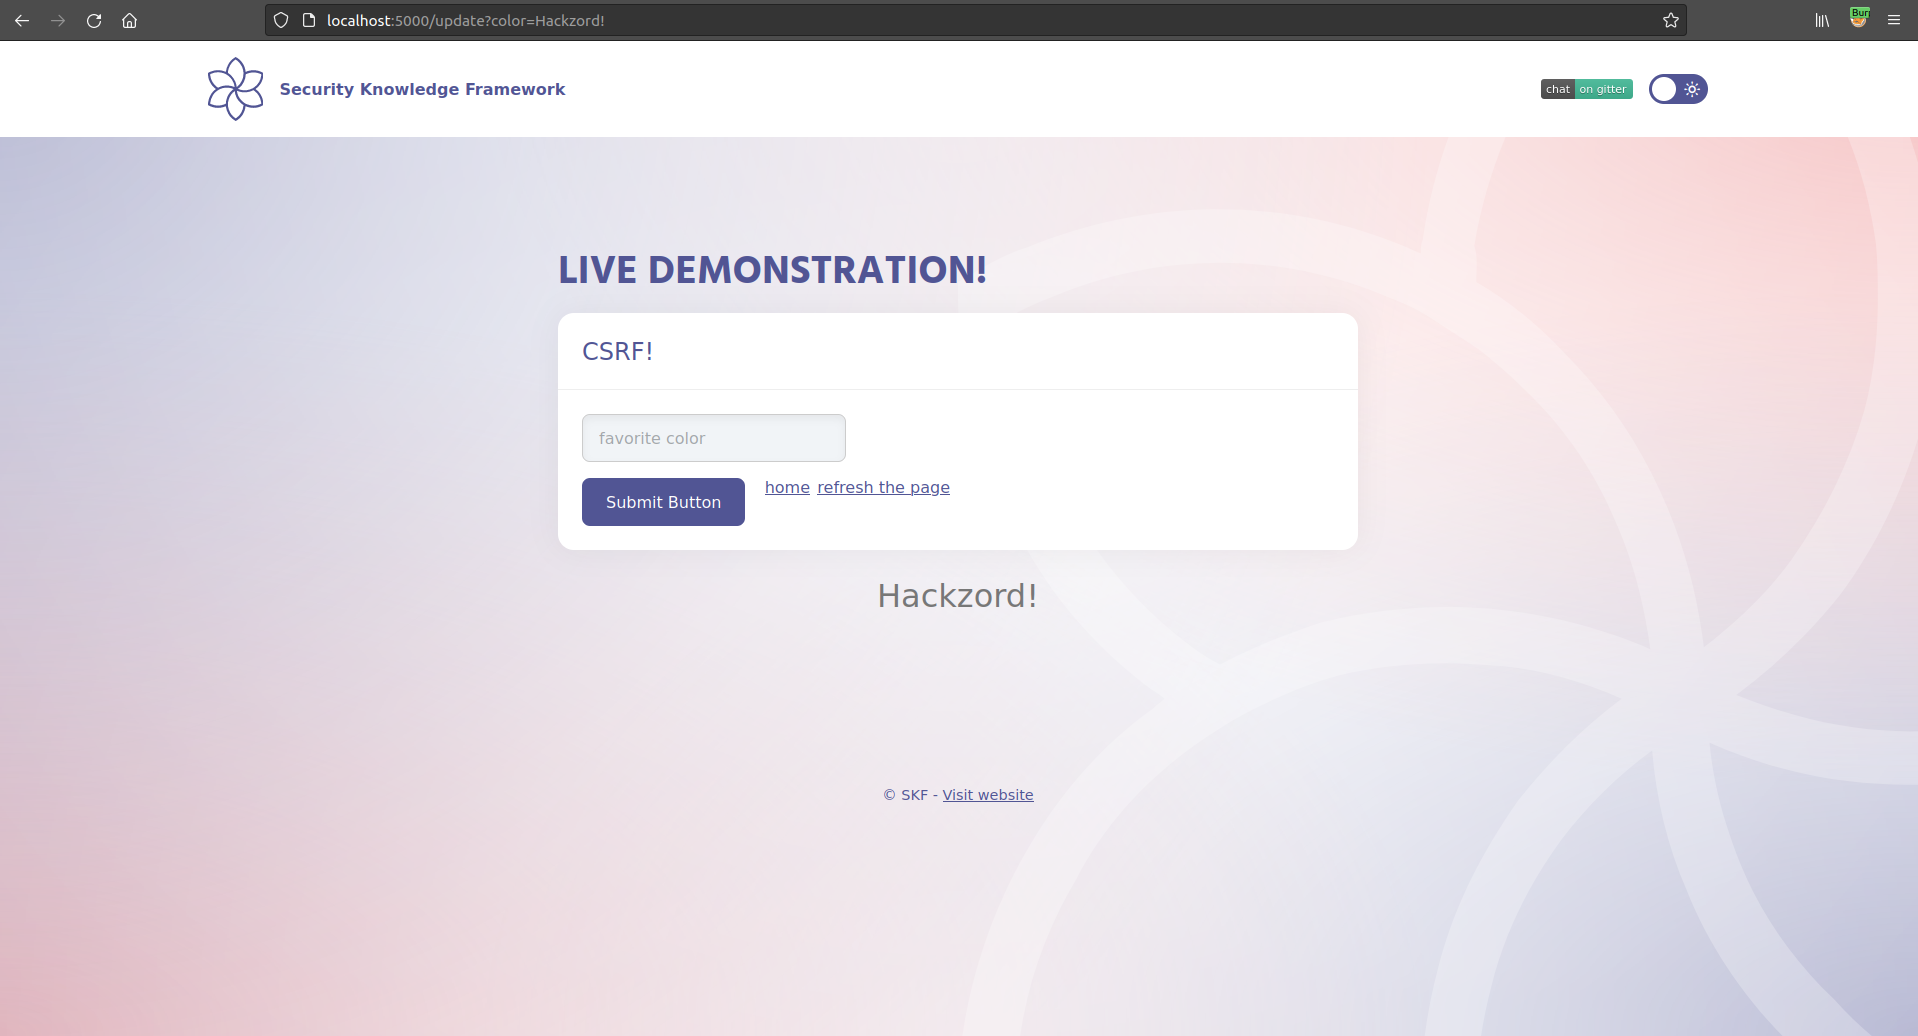 localhost:5000/update?color=Hackzord!
Bur
Security Knowledge Framework
chat on gitter
LIVE DEMONSTRATION!
CSRF!
favorite color
Submit Button home refresh the page
Hackzord!
© SKF - Visit website